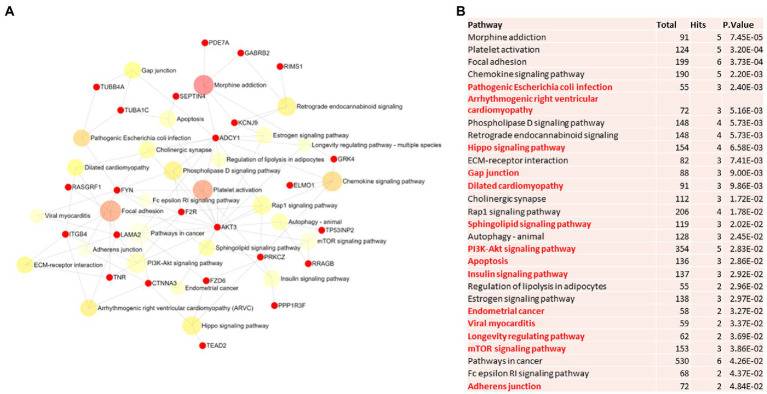 A
PDE7A
GABRB2
RIMS1
Gap junction
Morphine addiction
TUBB4A
SEPTIN4
Retrograde endocannabinoid signaling
TUBA1C
Apoptosis
KCNJ9
Pathogenic Escherichia coli infection
ADCY1
Estrogen signaling pathway
Cholinergic synapse
Longevity regulating pathway - multiple species
Regulation of lipolysis in adipocytes
GRK4
Dilated cardiomyopathy
Phospholipase D signaling pathway
Chemokine signaling pathway
RASGRF1
FYN
Platelet activation
ELMO1
Fc epsilon RI signaling pathway
Rap1 signaling pathway
Viral myocarditis
Focal adhesion
F2R
Autophagy - animal
ITGB4
LAMA2
Pathways in cancer
AKT3
TP53INP2
mTOR signaling pathway
Adherens junction
Sphingolipid signaling pathway
PRKCZ
RRAGB
ECM-receptor interaction
PI3K-Akt signaling pathway
TNR
CTNNA3
FZD6
Insulin signaling pathway
Endometrial cancer
Arrhythmogenic right ventricular cardiomyopathy (ARVC)
PPP1R3F
Hippo signaling pathway
TEAD2
B
Pathway Total Hits P.Value
Morphine addiction 91 5 7.45E-05
Platelet activation 124 5 3.20E-04
Focal adhesion 199 6 3.73E-04
Chemokine signaling pathway 190 5 2.20E-03
Pathogenic Escherichia coli infection 55 3 2.40E-03
Arrhythmogenic right ventricular
cardiomyopathy 72 3 5.16E-03
Phospholipase D signaling pathway 148 4 5.73E-03
Retrograde endocannabinoid signaling 148 4 5.73E-03
Hippo signaling pathway 154 4 6.58E-03
ECM-receptor interaction 82 3 7.41E-03
Gap junction 88 3 9.00E-03
Dilated cardiomyopathy 91 3 9.86E-03
Cholinergic synapse 112 3 1.72E-02
Rap1 signaling pathway 206 4 1.78E-02
Sphingolipid signaling pathway 119 3 2.02E-02
Autophagy - animal 128 3 2.45E-02
PI3K-Akt signaling pathway 354 5 2.83E-02
Apoptosis 136 3 2.86E-02
Insulin signaling pathway 137 3 2.92E-02
Regulation of lipolysis in adipocytes 55 2 2.96E-02
Estrogen signaling pathway 138 3 2.97E-02
Endometrial cancer 58 2 3.27E-02
Viral myocarditis 59 2 3.37E-02
Longevity regulating pathway 62 2 3.69E-02
mTOR signaling pathway 153 3 3.86E-02
Pathways in cancer 530 6 4.26E-02
Fc epsilon RI signaling pathway 68 2 4.37E-02
Adherens junction 72 2 4.84E-02